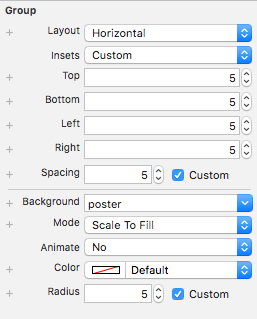 Group
+ Layout Horizontal
+ Insets Custom
+ Top 5
+ Bottom 5
+ Left 5
+ Right 5
+ Spacing 5 Custom
+ Background poster
+ Mode Scale To Fill
Animate No
+ Color Default
+ Radius 5 Custom